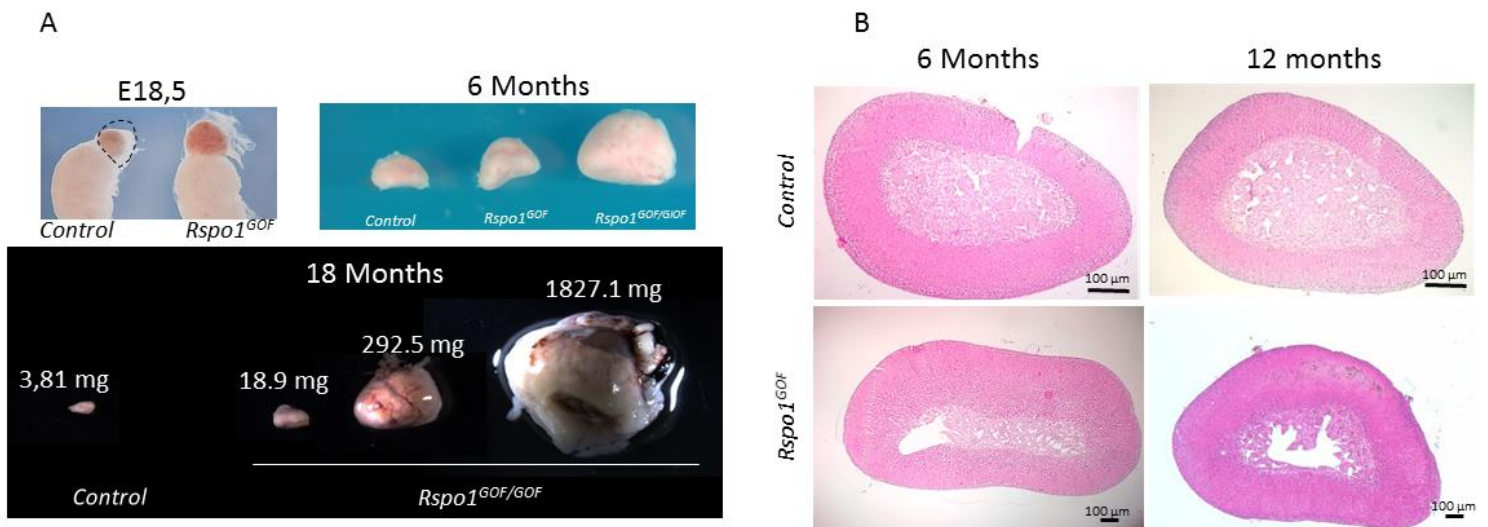 A
E18,5
Control
Rspo1GOF
6 Months
Control
Rspo1GOF
Rspo1GOF/GlOF
18 Months
3,81 mg
18.9 mg
292.5 mg
1827.1 mg
Control
Rspo1GOF/GOF
B
6 Months
12 months
Control
100 µm
100 µm
Rspo1GOF
100 µm
100 µm